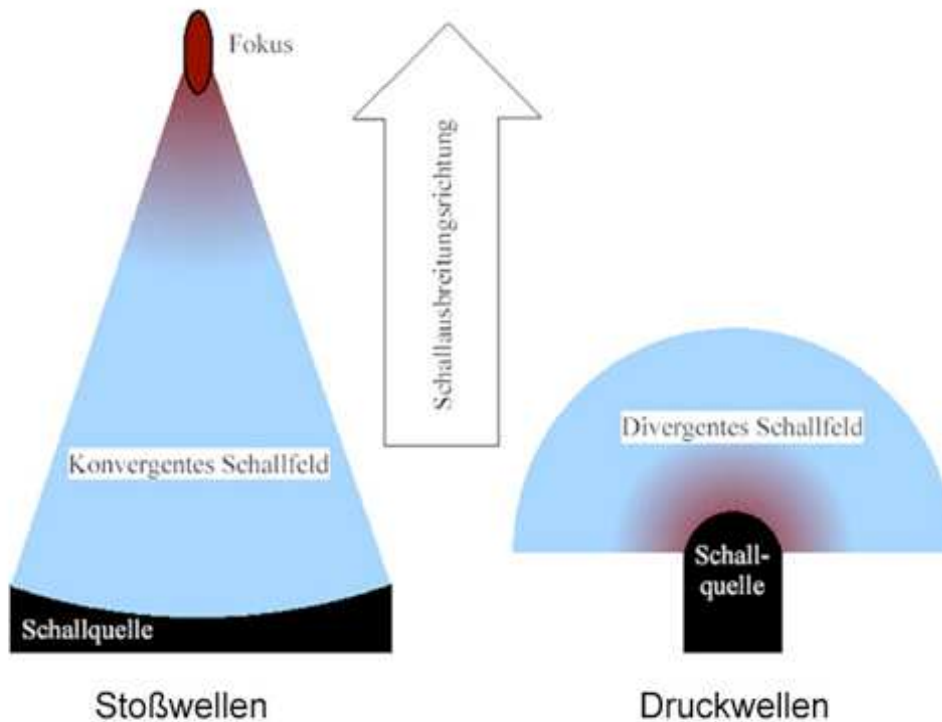 Fokus
Schallausbreitungsrichtung
Konvergentes Schallfeld
Divergentes Schallfeld
Schallquelle
Schall-
quelle
Stoßwellen
Druckwellen